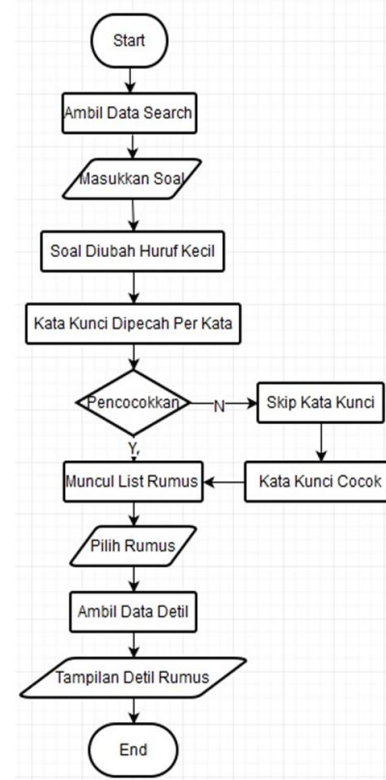 Start
Ambil Data Search
Masukkan Soal
Soal Diubah Huruf Kecil
Kata Kunci Dipecah Per Kata
Pencocokkan
N
Skip Kata Kunci
Y,
Muncul List Rumus
Kata Kunci Cocok
Pilih Rumus
Ambil Data Detil
Tampilan Detil Rumus
End